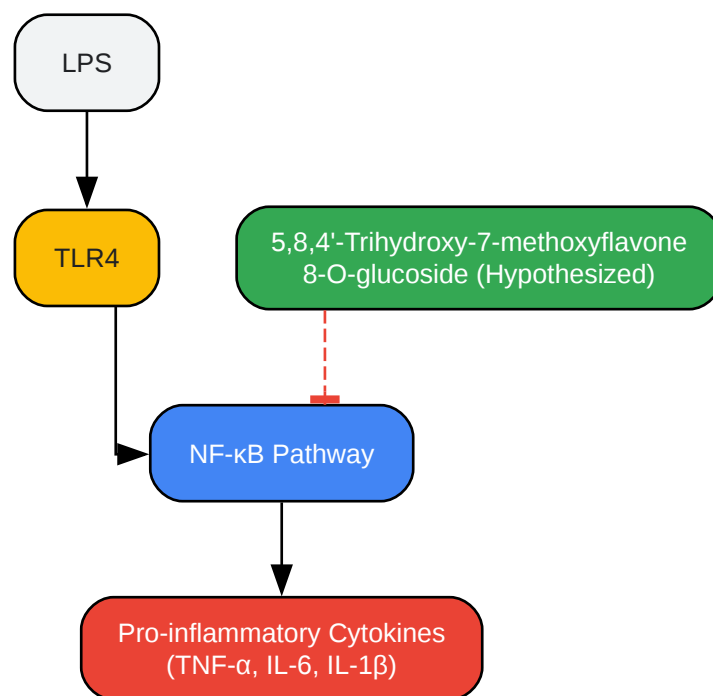 LPS
TLR4
5,8,4'-Trihydroxy-7-methoxyflavone
8-O-glucoside (Hypothesized)
NF-κB Pathway
Pro-inflammatory Cytokines
(TNF-α, IL-6, IL-1β)